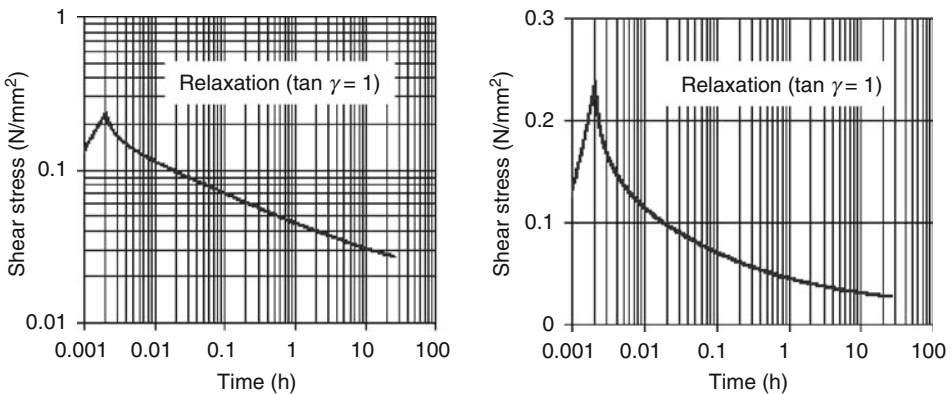 1
0.1
0.01
Shear stress (N/mm²)
Relaxation (tan γ = 1)
0.001 0.01 0.1 1 10 100
Time (h)
0.3
0.2
0.1
0
Shear stress (N/mm²)
Relaxation (tan γ = 1)
0.001 0.01 0.1 1 10 100
Time (h)